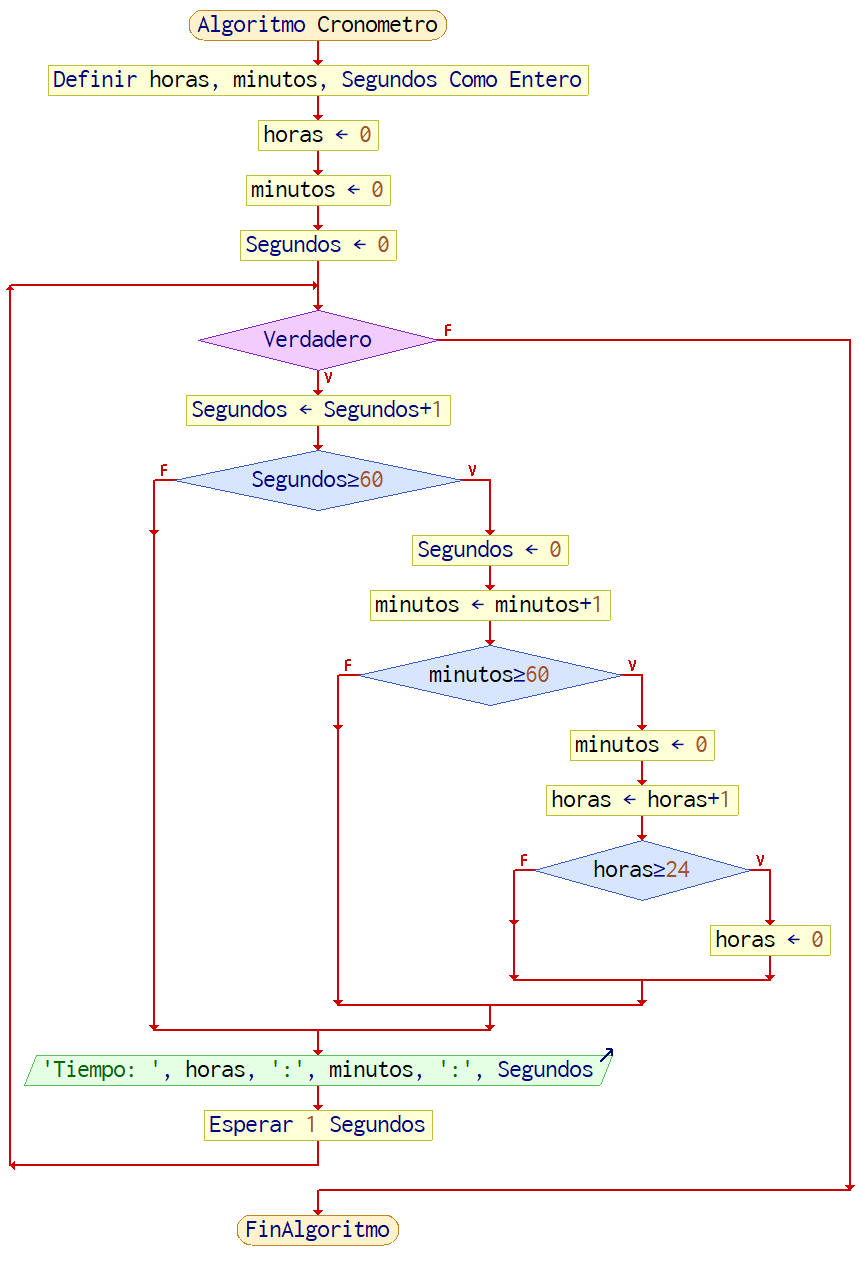 Algoritmo Cronometro
Definir horas, minutos, Segundos Como Entero
horas ← 0
minutos ← 0
Segundos ← 0
Verdadero
F
V
Segundos ← Segundos+1
F
Segundos≥60
V
Segundos ← 0
minutos ← minutos+1
F
minutos≥60
V
minutos ← 0
horas ← horas+1
F
horas≥24
V
horas ← 0
'Tiempo: ', horas, ':', minutos, ':', Segundos
Esperar 1 Segundos
FinAlgoritmo